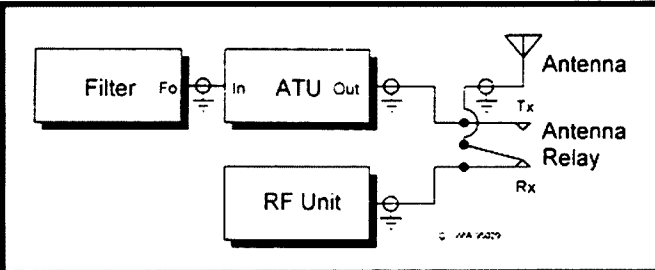 Filter Fo In ATU Out Antenna
Tx
Antenna
Relay
RF Unit Rx